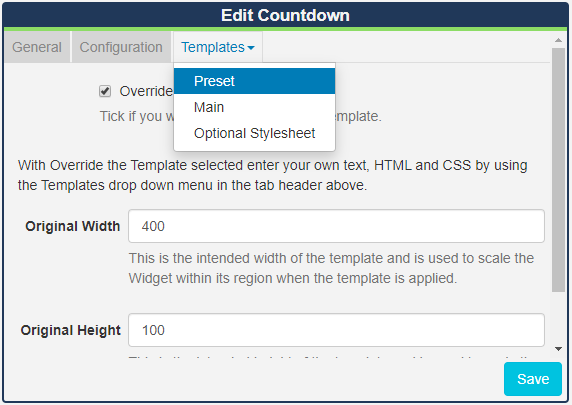 Edit Countdown
General
Configuration
Templates
Preset
Main
Optional Stylesheet
Override
Tick if you w
mplate.
With Override the Template selected enter your own text, HTML and CSS by using
the Templates drop down menu in the tab header above.
Original Width
400
This is the intended width of the template and is used to scale the
Widget within its region when the template is applied.
Original Height
100
Save